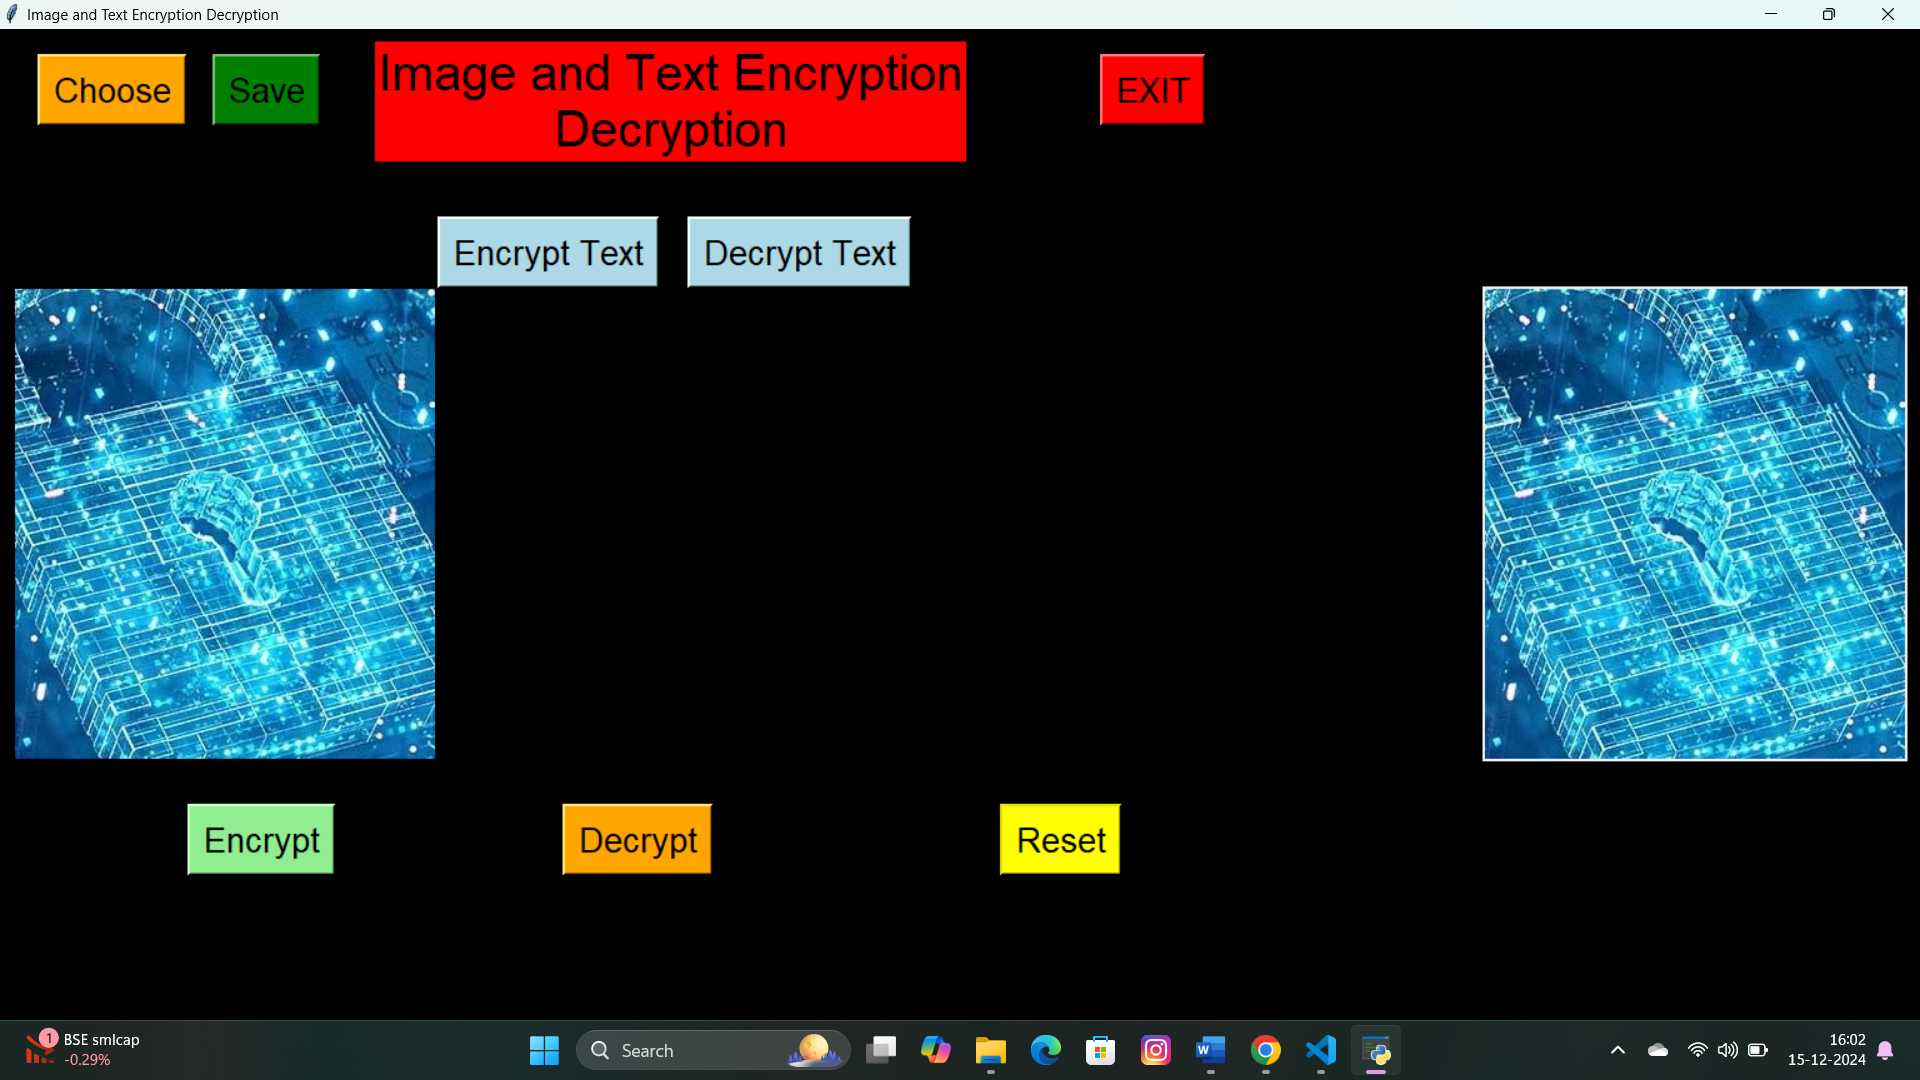 Image and Text Encryption Decryption
Choose
Save
Image and Text Encryption
Decryption
EXIT
Encrypt Text
Decrypt Text
Encrypt
Decrypt
Reset
1
BSE smlcap
-0.29%
Search
W
16:02
15-12-2024